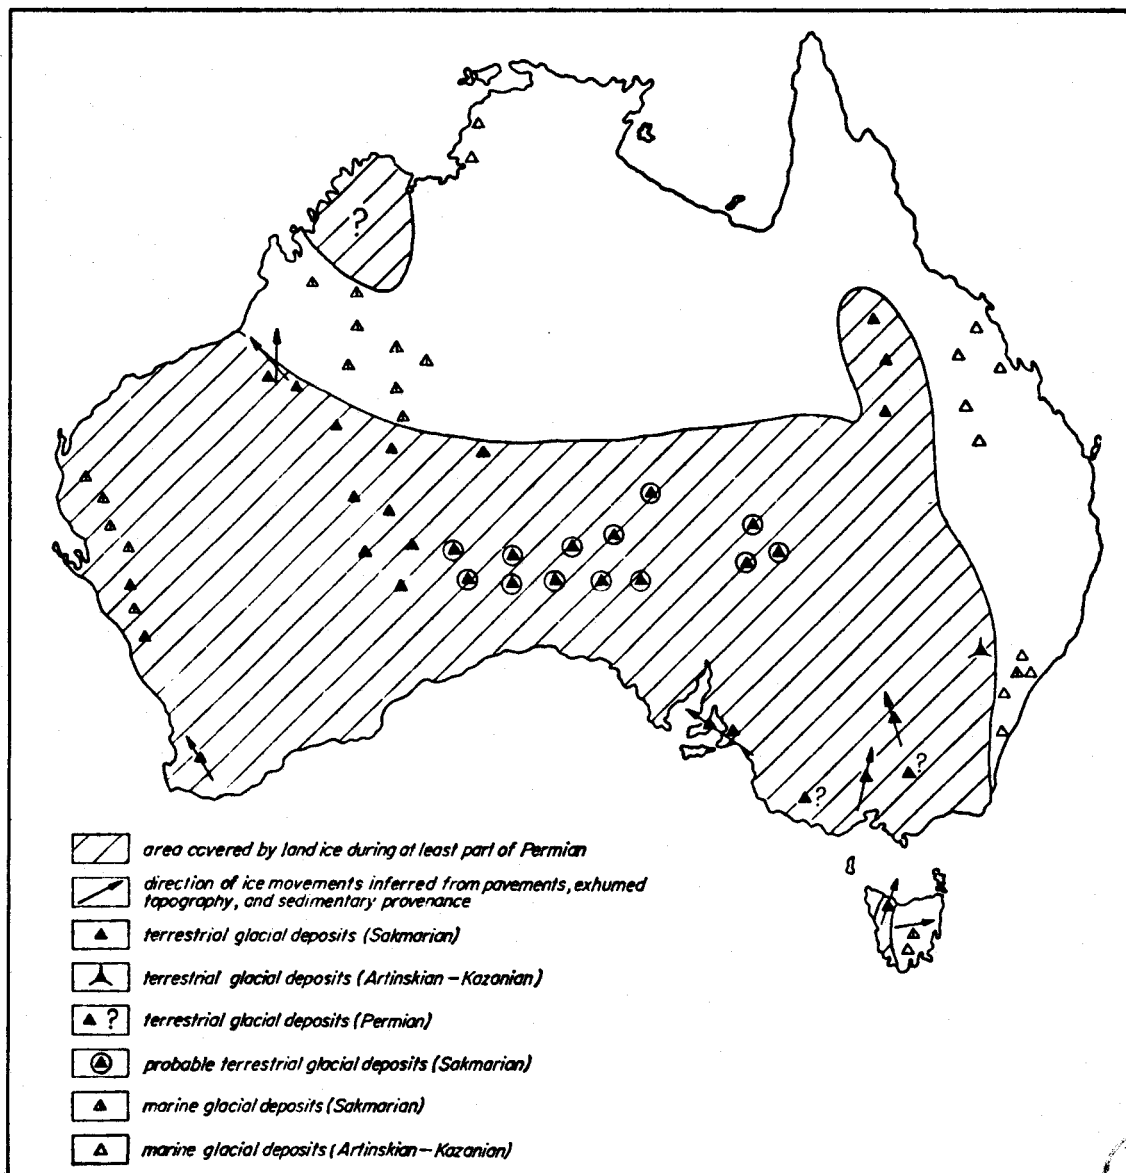 ?
?
?
area covered by land ice during at least part of Permian
direction of ice movements inferred from pavements, exhumed
topography, and sedimentary provenance
terrestrial glacial deposits (Sakmarian)
terrestrial glacial deposits (Artinskian – Kazanian)
? terrestrial glacial deposits (Permian)
probable terrestrial glacial deposits (Sakmarian)
marine glacial deposits (Sakmarian)
marine glacial deposits (Artinskian – Kazanian)